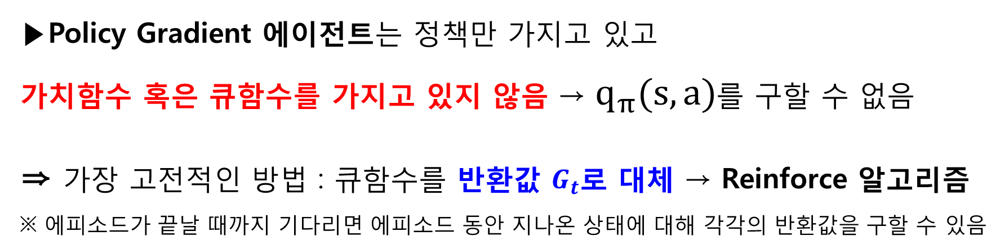 ▶Policy Gradient 에이전트는 정책만 가지고 있고
가치함수 혹은 큐함수를 가지고 있지 않음 → qπ(s, a)를 구할 수 없음
⇒ 가장 고전적인 방법 : 큐함수를 반환값 Gt로 대체 → Reinforce 알고리즘
※ 에피소드가 끝날 때까지 기다리면 에피소드 동안 지나온 상태에 대해 각각의 반환값을 구할 수 있음